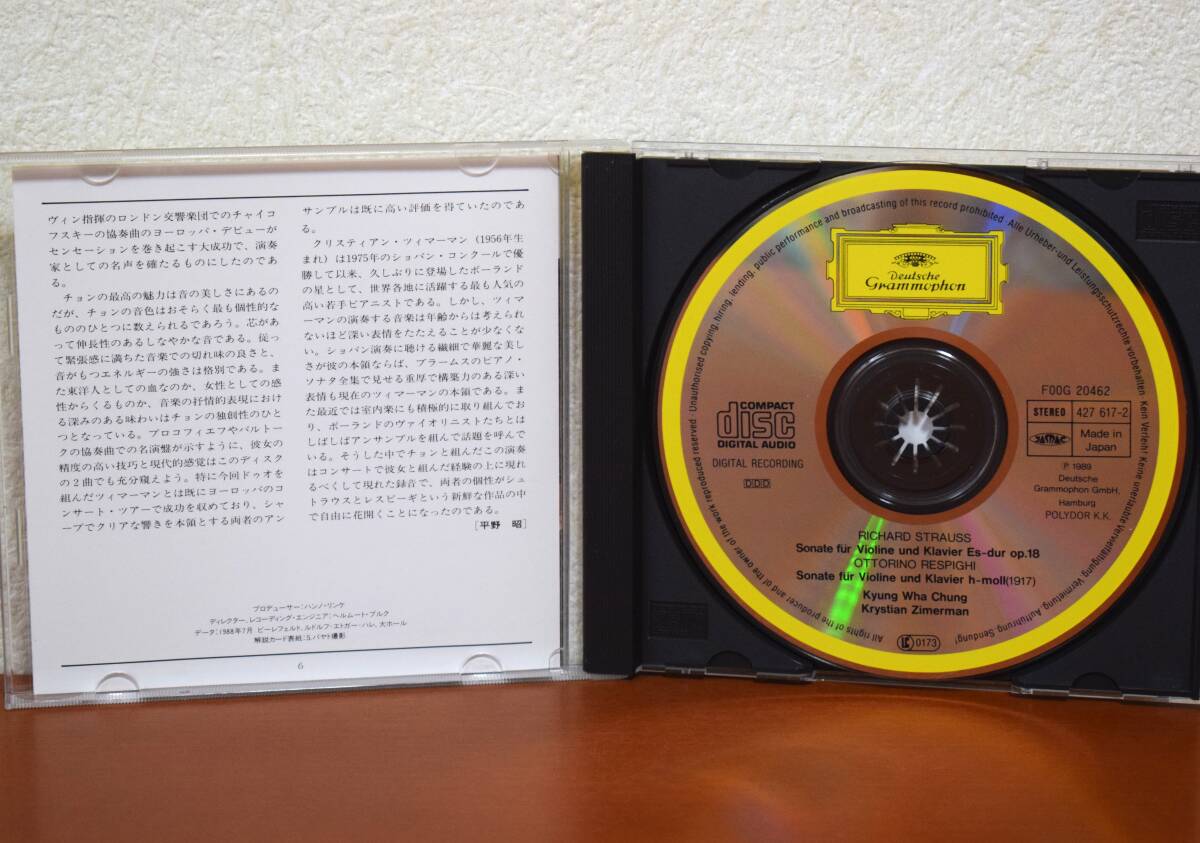 ヴィン指揮のロンドン交響楽団でのチャイコ
フスキーの協奏曲のヨーロッパ・デビューが
センセーションを巻き起こす大成功で、演奏
家としての名声を確たるものにしたのであ
る。
チョンの最高の魅力は音の美しさにあるの
だが、チョンの音色はおそらく最も個性的な
もののひとつに数えられるであろう。芯があ
って伸長性のあるしなやかな音である。従っ
て緊張感に満ちた音楽での切れ味の良さと、
音がもつエネルギーの強さは格別である。ま
た東洋人としての血なのか、女性としての感
性からくるものか、音楽の抒情的表現におけ
る深みのある味わいはチョンの独創性のひと
つとなっている。プロコフィエフやバルトー
クの協奏曲での名演盤が示すように、彼女の
精度の高い技巧と現代的感覚はこのディスク
の2曲でも充分窺えよう。特に今回ドゥオを
組んだツィマーマンとは既にヨーロッパのコ
ンサート・ツアーで成功を収めており、シャ
ープでクリアな響きを本領とする両者のアン
サンブルは既に高い評価を得ていたのであ
る。
クリスティアン・ツィマーマン(1956年生
まれ)は1975年のショパン・コンクールで優
勝して以来、久しぶりに登場したポーランド
の星として、世界各地に活躍する最も人気の
高い若手ピアニストである。しかし、ツィマ
ーマンの演奏する音楽は年齢からは考えられ
ないほど深い表情をたたえることが少なくな
い。ショパン演奏に聴ける繊細で華麗な美し
さが彼の本領ならば、ブラームスのピアノ・
ソナタ全集で見せる重厚で構築力のある深い
表情も現在のツィマーマンの本領である。ま
た最近では室内楽にも積極的に取り組んでお
り、ポーランドのヴァイオリニストたちとは
しばしばアンサンブルを組んで話題を呼んで
いる。そうした中でチョンと組んだこの演奏
はコンサートで彼女と組んだ経験の上に現れ
るべくして現れた録音で、両者の個性がシュ
トラウスとレスピーギという新鮮な作品の中
で自由に花開くことになったのである。
[平野 昭]
プロデューサー:ハンノ・リンケ
ディレクター、レコーディング・エンジニア:ヘルムート・ブルク
データ:1988年7月 ビーレフェルト、ルドルフ・エトガー・ハレ、大ホール
解説カード表紙:S.バヤト撮影
6
All rights of the producer and of the owner of the work reproduced reserved. Unauthorised copying, hiring, lending, public performance and broadcasting of this record prohibited. Alle Urheber- und Leistungsschutzrechte vorbehalten. Kein Verleih! Keine unerlaubte Vervielfältigung, Vermietung, Aufführung, Sendung!
Deutsche
Grammophon
COMPACT
disc
DIGITAL AUDIO
DIGITAL RECORDING
DDD
F00G 20462
STEREO 427 617-2
JASRAC Made in
Japan
℗ 1989
Deutsche
Grammophon GmbH,
Hamburg
POLYDOR K.K.
RICHARD STRAUSS
Sonate für Violine und Klavier Es-dur op.18
OTTORINO RESPIGHI
Sonate für Violine und Klavier h-moll(1917)
Kyung Wha Chung
Krystian Zimerman
LC 0173